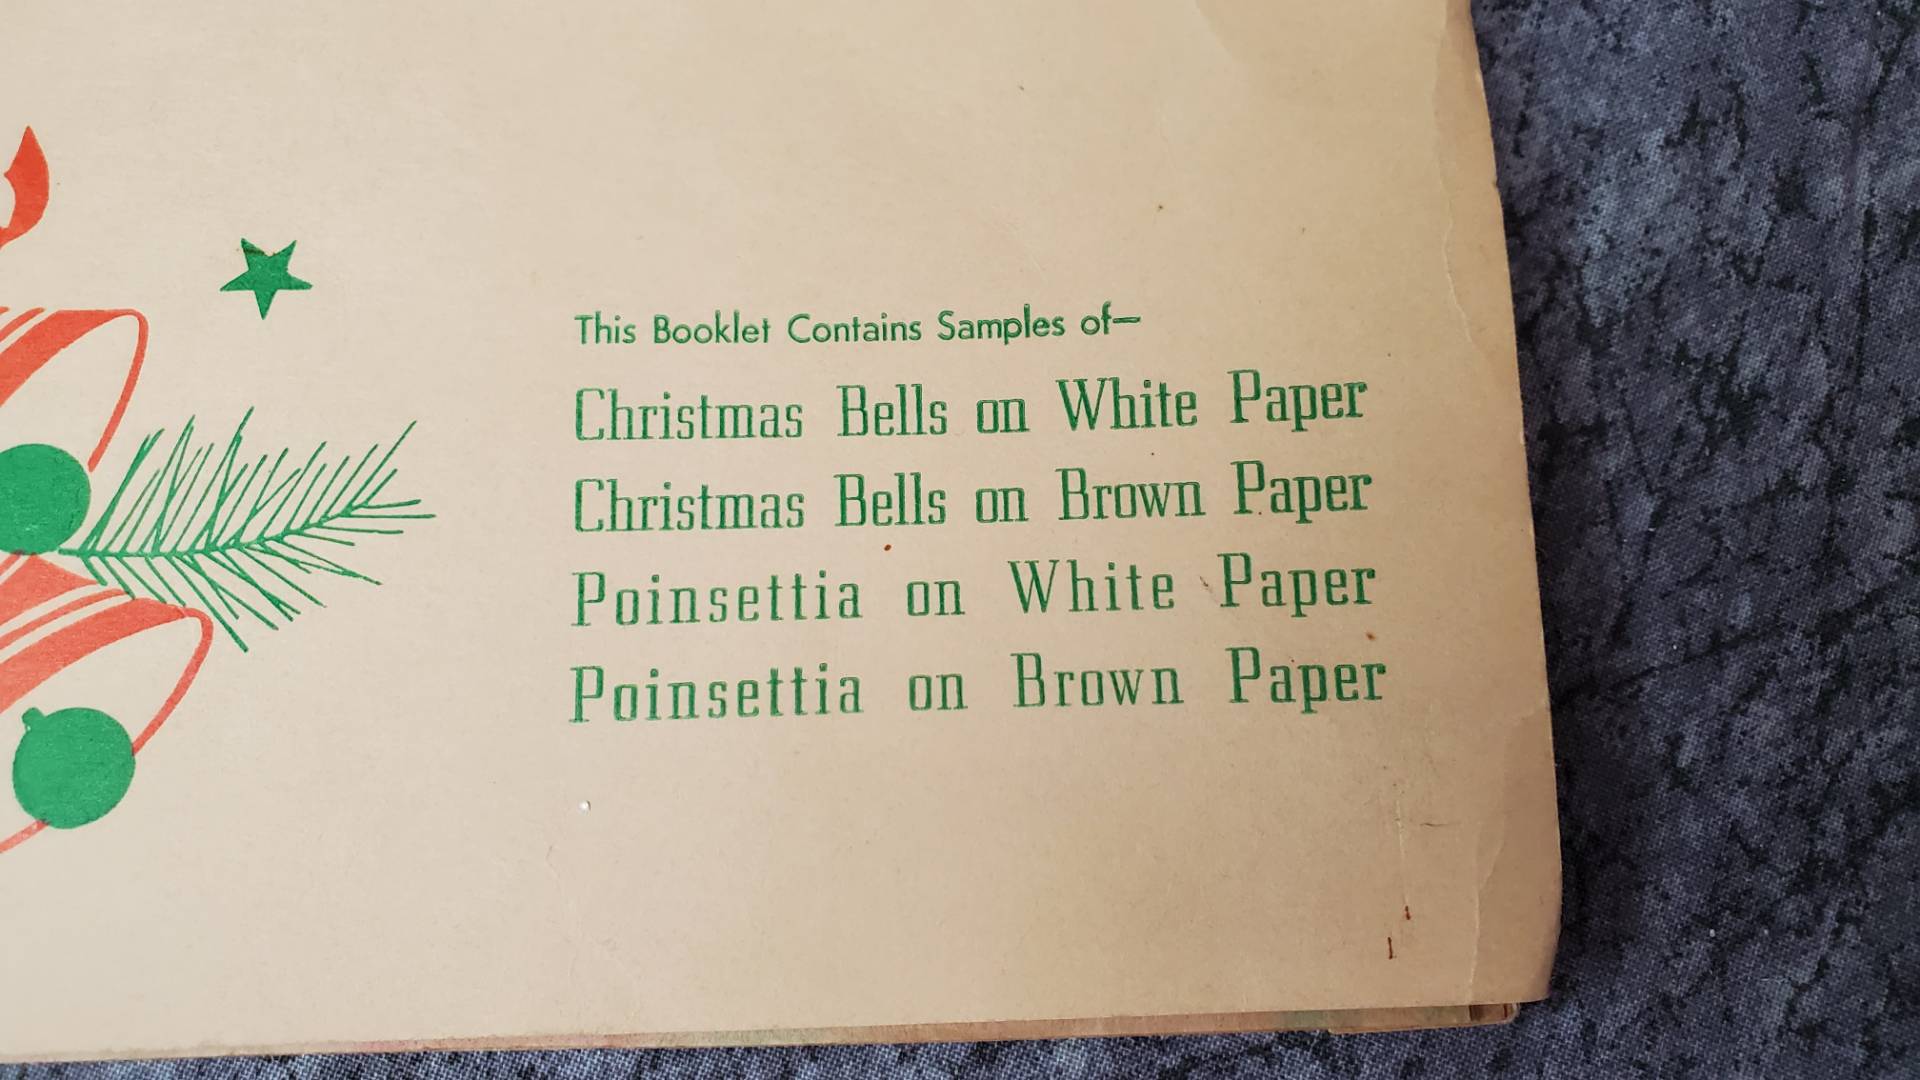 This Booklet Contains Samples of—
Christmas Bells on White Paper
Christmas Bells on Brown Paper
Poinsettia on White Paper
Poinsettia on Brown Paper